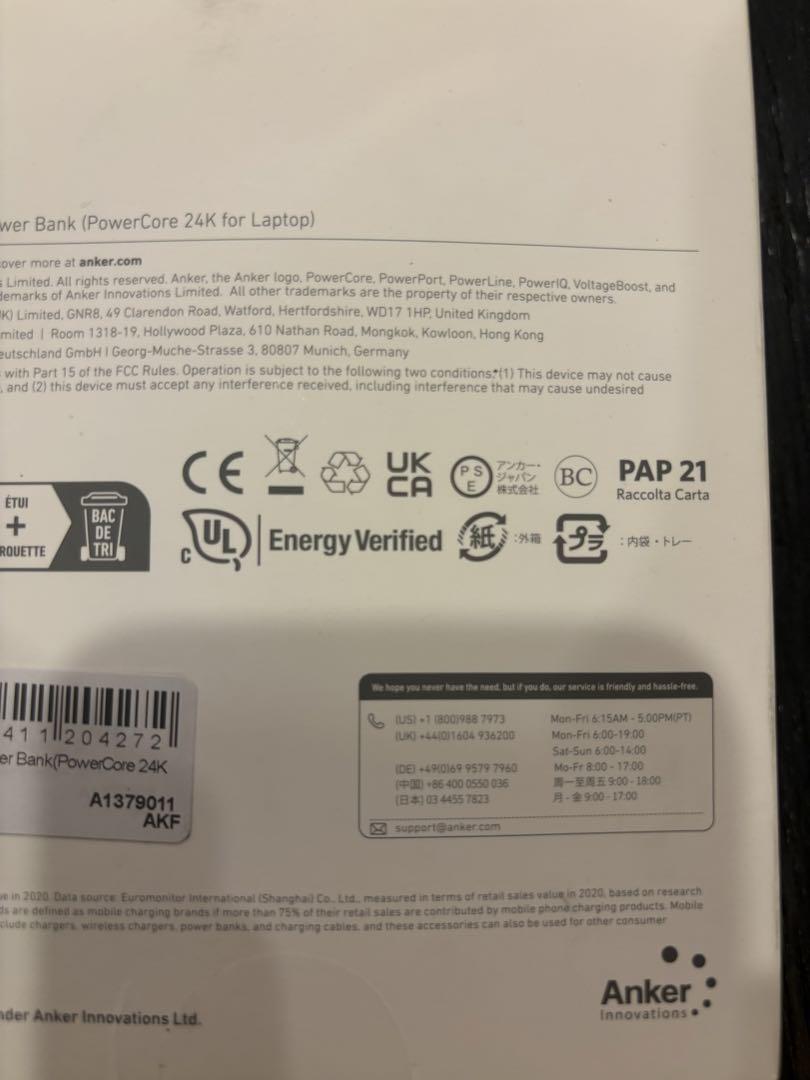 wer Bank (PowerCore 24K for Laptop)
over more at anker.com
s Limited. All rights reserved. Anker, the Anker logo, PowerCore, PowerPort, PowerLine, PowerIQ, VoltageBoost, and
demarks of Anker Innovations Limited. All other trademarks are the property of their respective owners.
JK) Limited, GNR8, 49 Clarendon Road, Watford, Hertfordshire, WD17 1HP, United Kingdom
mited | Room 1318-19, Hollywood Plaza, 610 Nathan Road, Mongkok, Kowloon, Hong Kong
eutschland GmbH I Georg-Muche-Strasse 3, 80807 Munich, Germany
with Part 15 of the FCC Rules. Operation is subject to the following two conditions:(1) This device may not cause
, and (2) this device must accept any interference received, including interference that may cause undesired
ÉTUI
+
RQUETTE
BAC
DE
TRI
CE
UK
CA
PSE
アンカー・
ジャパン
株式会社
BC
PAP 21
Raccolta Carta
c UL Energy Verified
紙 :外箱
プラ :内袋・トレー
411 204272
er Bank(PowerCore 24K
A1379011
AKF
We hope you never have the need, but if you do, our service is friendly and hassle-free.
(US) +1 (800)988 7973 Mon-Fri 6:15AM - 5:00PM(PT)
(UK) +44(0)1604 936200 Mon-Fri 6:00-19:00
Sat-Sun 6:00-14:00
(DE) +49(0)69 9579 7960 Mo-Fr 8:00 - 17:00
(中国) +86 400 0550 036 周一至周五 9:00 - 18:00
(日本) 03 4455 7823 月 - 金 9:00 - 17:00
support@anker.com
ue in 2020. Data source: Euromonitor International (Shanghai) Co., Ltd., measured in terms of retail sales value in 2020, based on research
ds are defined as mobile charging brands if more than 75% of their retail sales are contributed by mobile phone charging products. Mobile
clude chargers, wireless chargers, power banks, and charging cables, and these accessories can also be used for other consumer
nder Anker Innovations Ltd.
Anker
Innovations